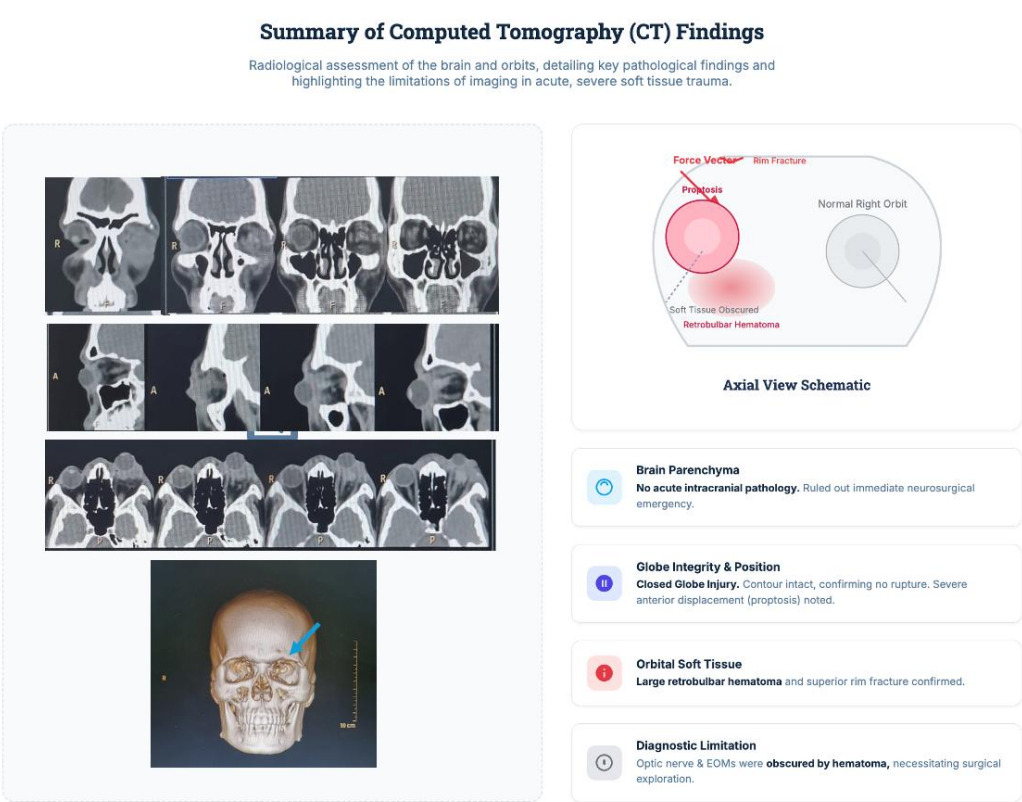 Summary of Computed Tomography (CT) Findings
Radiological assessment of the brain and orbits, detailing key pathological findings and
highlighting the limitations of imaging in acute, severe soft tissue trauma.
R
R
R
R
F
F
F
F
A
A
A
A
R
R
R
R
P
P
P
P
R
10 cm
Force Vector
Rim Fracture
Proptosis
Normal Right Orbit
Soft Tissue Obscured
Retrobulbar Hematoma
Axial View Schematic
Brain Parenchyma
No acute intracranial pathology. Ruled out immediate neurosurgical
emergency.
Globe Integrity & Position
Closed Globe Injury. Contour intact, confirming no rupture. Severe
anterior displacement (proptosis) noted.
Orbital Soft Tissue
Large retrobulbar hematoma and superior rim fracture confirmed.
Diagnostic Limitation
Optic nerve & EOMs were obscured by hematoma, necessitating surgical
exploration.